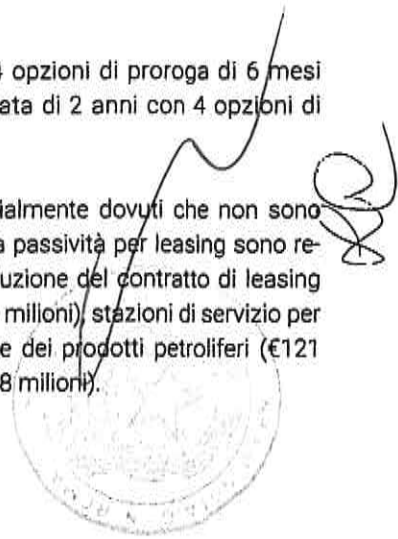 opzioni di proroga di 6 mesi
ata di 2 anni con 4 opzioni di
ialmente dovuti che non sono
a passività per leasing sono re-
uzione del contratto di leasing
milioni), stazioni di servizio per
e dei prodotti petroliferi (€121
8 milioni).